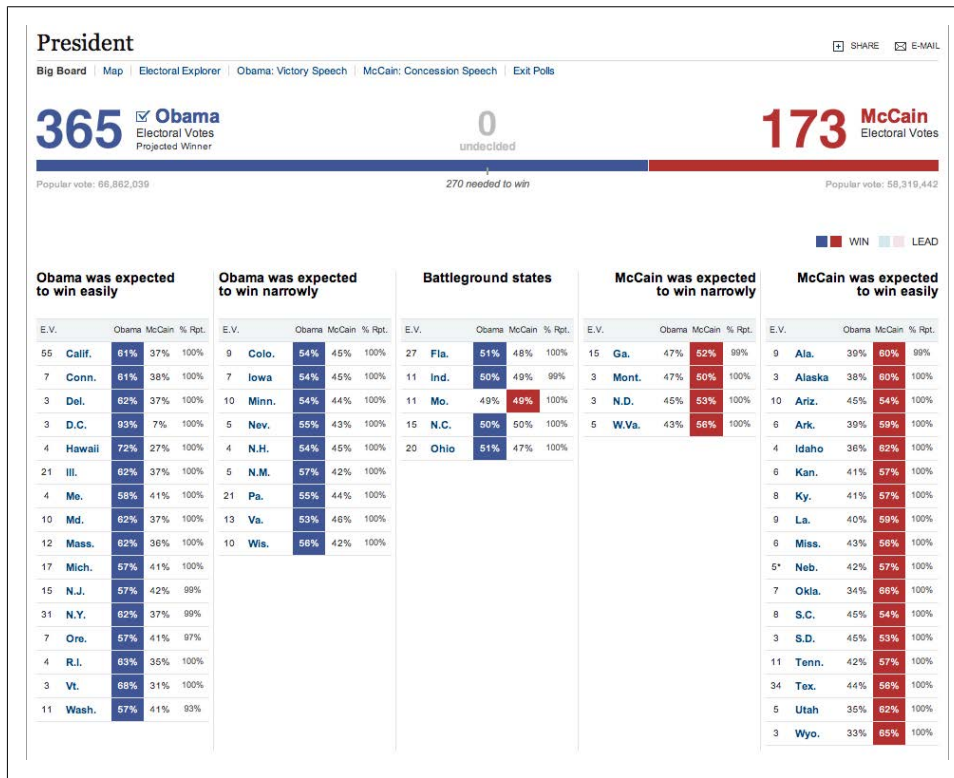 President
SHARE E-MAIL
Big Board Map Electoral Explorer Obama: Victory Speech McCain: Concession Speech Exit Polls
365 Obama
Electoral Votes
Projected Winner
0
undecided
173 McCain
Electoral Votes
Popular vote: 66,862,039
270 needed to win
Popular vote: 58,319,442
WIN LEAD
Obama was expected
to win easily
E.V. Obama McCain % Rpt.
55 Calif. 61% 37% 100%
7 Conn. 61% 38% 100%
3 Del. 62% 37% 100%
3 D.C. 93% 7% 100%
4 Hawaii 72% 27% 100%
21 Ill. 62% 37% 100%
4 Me. 58% 41% 100%
10 Md. 62% 37% 100%
12 Mass. 62% 36% 100%
17 Mich. 57% 41% 100%
15 N.J. 57% 42% 99%
31 N.Y. 62% 37% 99%
7 Ore. 57% 41% 97%
4 R.I. 63% 35% 100%
3 Vt. 68% 31% 100%
11 Wash. 57% 41% 93%
Obama was expected
to win narrowly
E.V. Obama McCain % Rpt.
9 Colo. 54% 45% 100%
7 Iowa 54% 45% 100%
10 Minn. 54% 44% 100%
5 Nev. 55% 43% 100%
4 N.H. 54% 45% 100%
5 N.M. 57% 42% 100%
21 Pa. 55% 44% 100%
13 Va. 53% 46% 100%
10 Wis. 56% 42% 100%
Battleground states
E.V. Obama McCain % Rpt.
27 Fla. 51% 48% 100%
11 Ind. 50% 49% 99%
11 Mo. 49% 49% 100%
15 N.C. 50% 50% 100%
20 Ohio 51% 47% 100%
McCain was expected
to win narrowly
E.V. Obama McCain % Rpt.
15 Ga. 47% 52% 99%
3 Mont. 47% 50% 100%
3 N.D. 45% 53% 100%
5 W.Va. 43% 56% 100%
McCain was expected
to win easily
E.V. Obama McCain % Rpt.
9 Ala. 39% 60% 99%
3 Alaska 38% 60% 100%
10 Ariz. 45% 54% 100%
6 Ark. 39% 59% 100%
4 Idaho 36% 62% 100%
6 Kan. 41% 57% 100%
8 Ky. 41% 57% 100%
9 La. 40% 59% 100%
6 Miss. 43% 56% 100%
5* Neb. 42% 57% 100%
7 Okla. 34% 66% 100%
8 S.C. 45% 54% 100%
3 S.D. 45% 53% 100%
11 Tenn. 42% 57% 100%
34 Tex. 44% 56% 100%
5 Utah 35% 62% 100%
3 Wyo. 33% 65% 100%